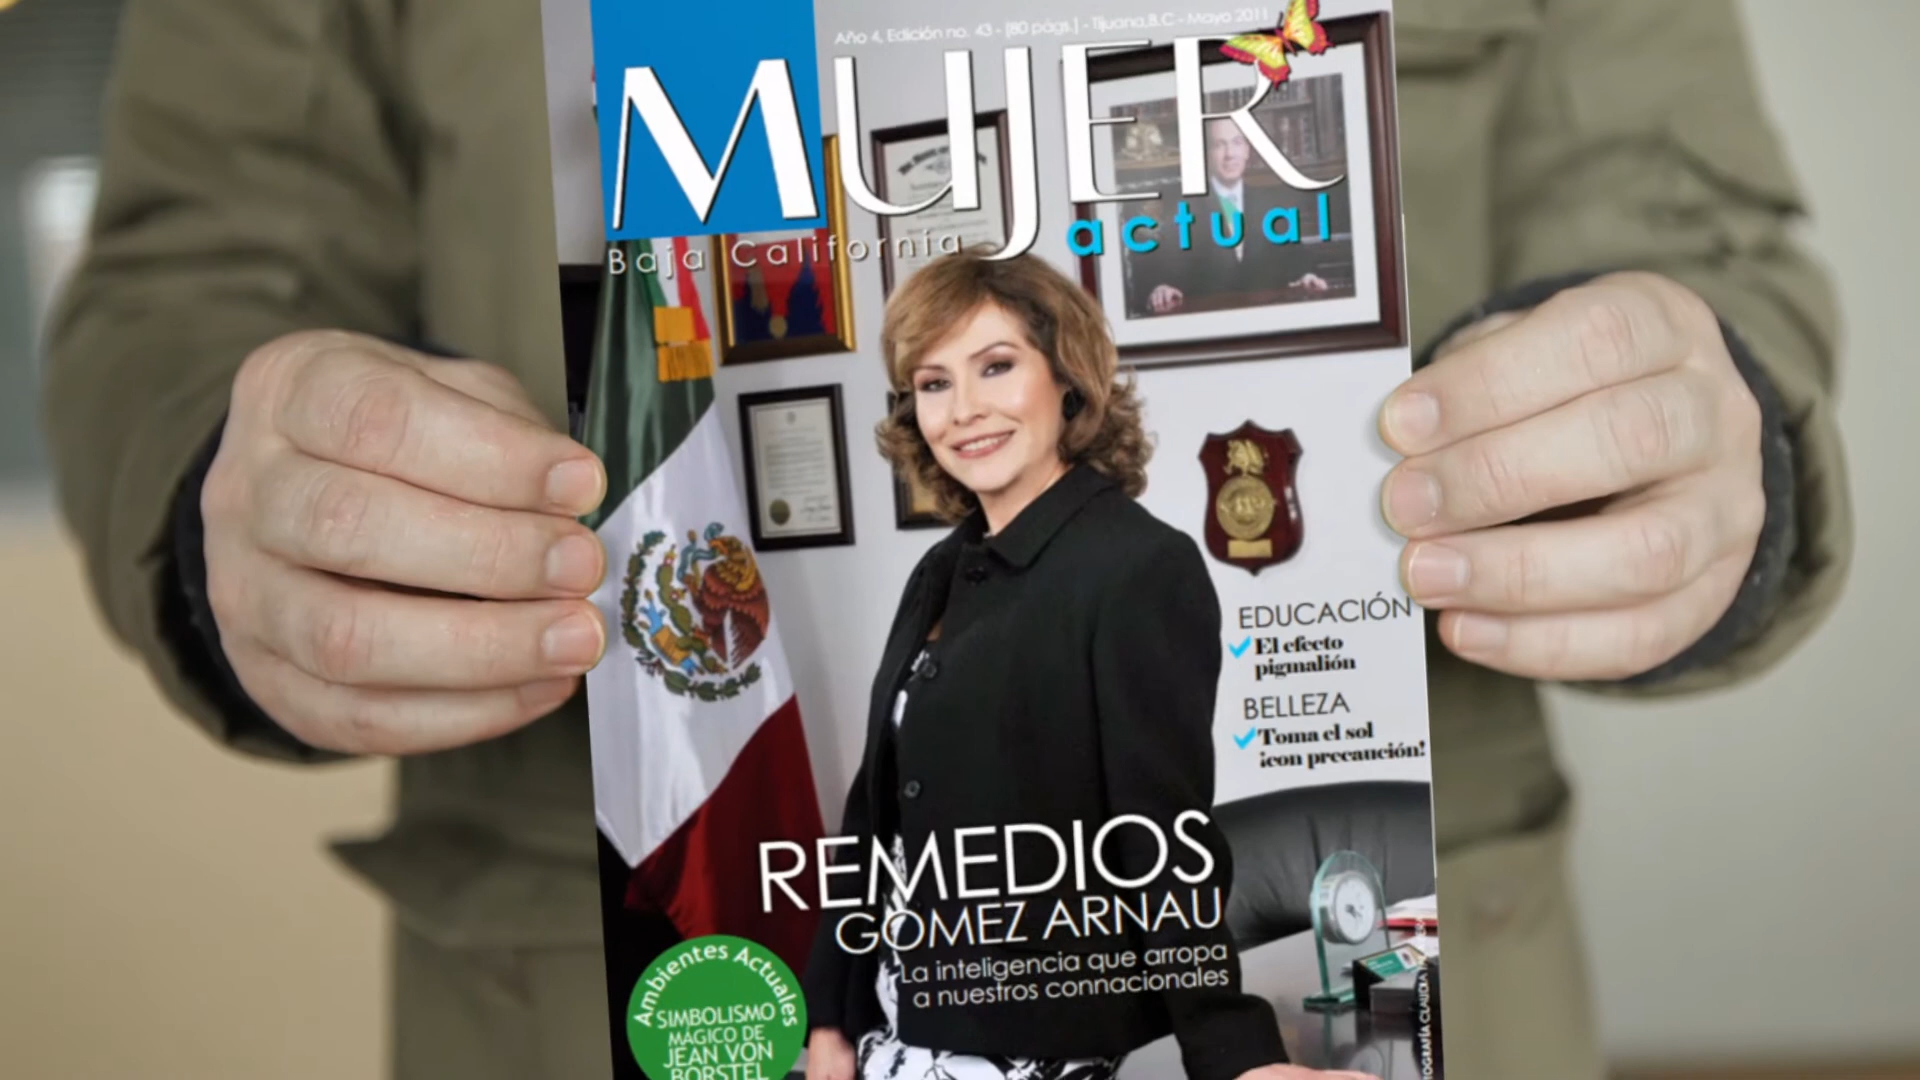 Año 4, Edición no. 43 - [80 págs.] - Tijuana,B.C - Mayo 2011
MUJER
actual
Baja California
EDUCACIÓN
El efecto
pigmalión
BELLEZA
Toma el sol
¡con precaución!
REMEDIOS
GOMEZ ARNAU
La inteligencia que arropa
a nuestros connacionales
Ambientes Actuales
SIMBOLISMO
MÁGICO DE
JEAN VON
BORSTEL